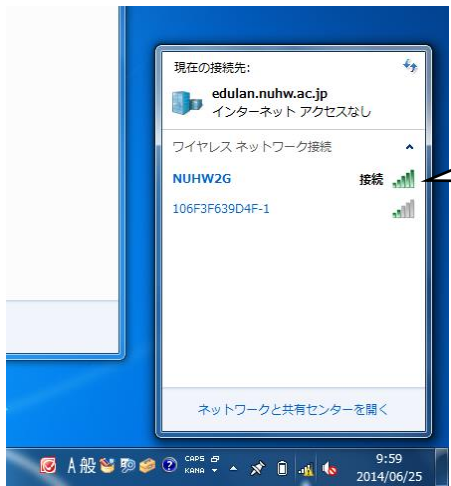 現在の接続先:
edulan.nuhw.ac.jp
インターネット アクセスなし
ワイヤレス ネットワーク接続
NUHW2G 接続
106F3F639D4F-1
ネットワークと共有センターを開く
A 般 CAPS KANA
9:59
2014/06/25